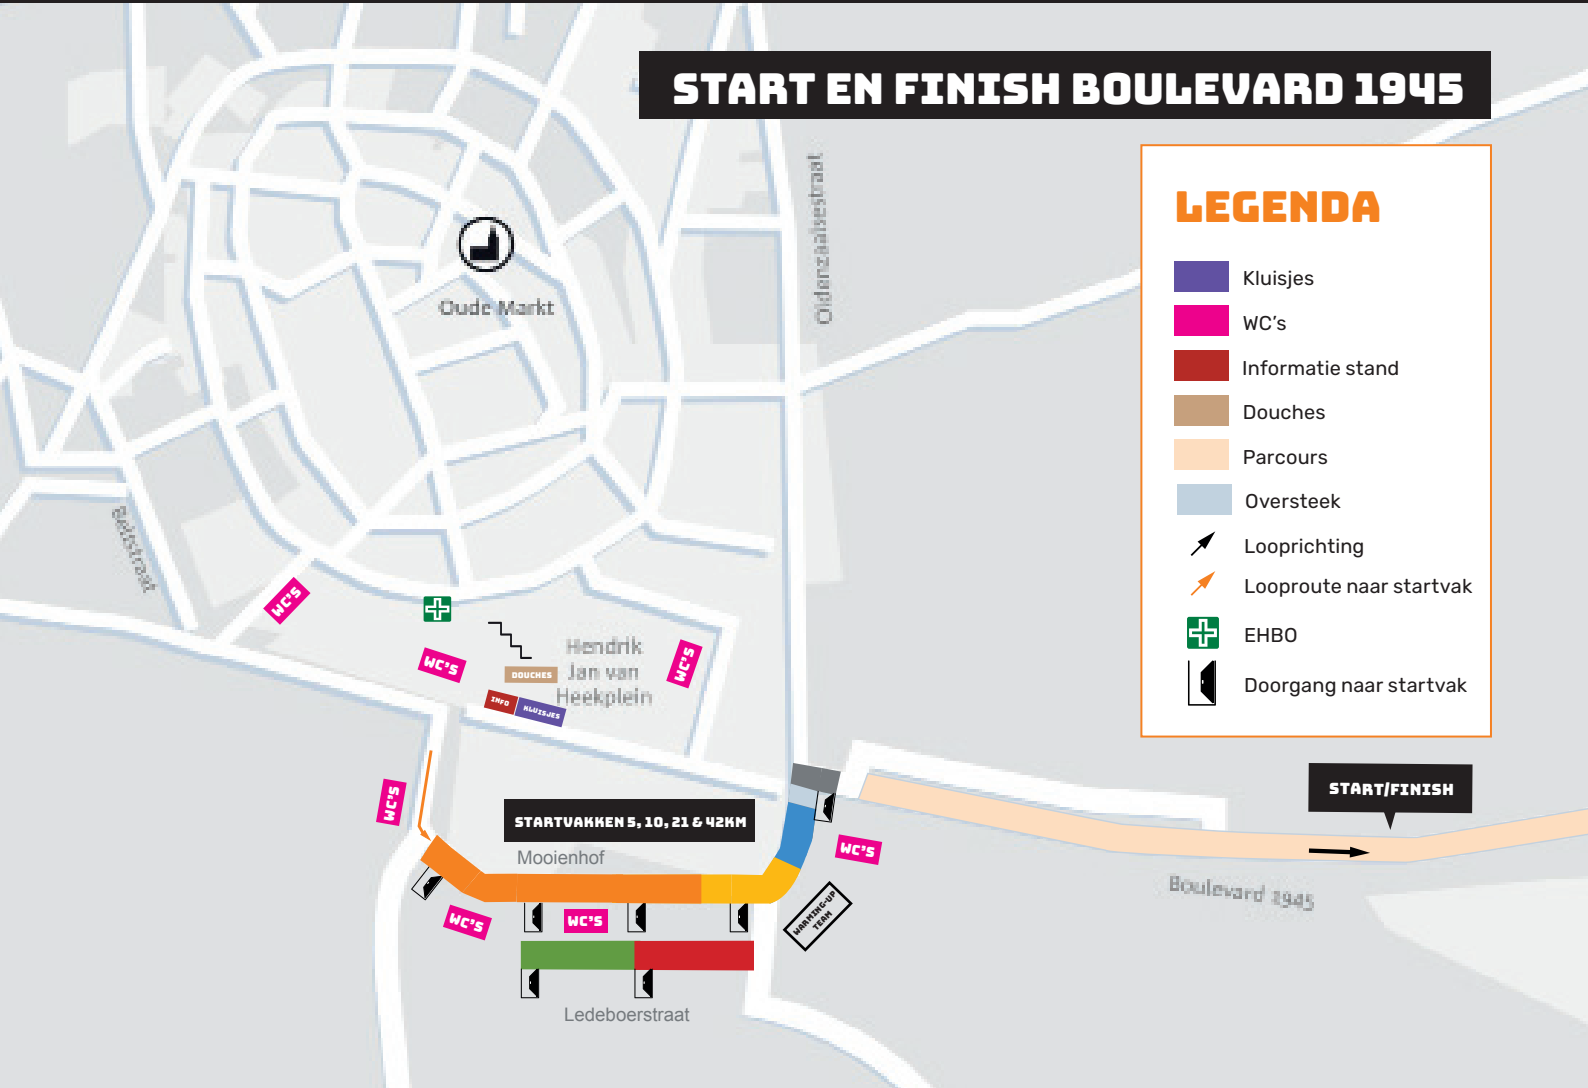 START EN FINISH BOULEVARD 1945
LEGENDA
Kluisjes
WC's
Informatie stand
Douches
Parcours
Oversteek
Looprichting
Looproute naar startvak
EHBO
Doorgang naar startvak
Oldenzaalsestraat
Oude Markt
Beltstraat
WC'S
WC'S
WC'S
Hendrik
Jan van
Heekplein
DOUCHES
INFO
KLUISJES
WC'S
START/FINISH
STARTVAKKEN 5, 10, 21 & 42KM
Mooienhof
WC'S
Boulevard 1945
WARMING-UP
TEAM
WC'S
WC'S
Ledeboerstraat